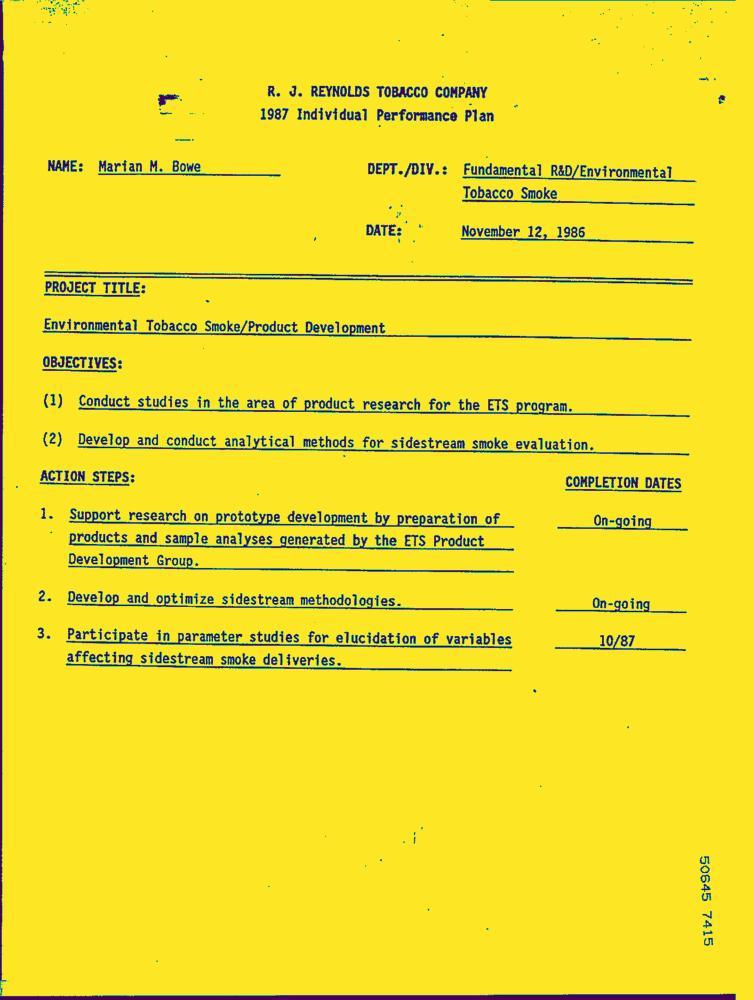 R. J. REYNOLDS TOBACCO COMPANY
1987 Individual Performance Plan
NAME: Marian M. Bowe
DEPT./DIV.: Fundamental R&D/Environmental
Tobacco Smoke
DATE: November 12, 1986
PROJECT TITLE:
Environmental Tobacco Smoke/Product Development
OBJECTIVES:
(1) Conduct studies in the area of product research for the ETS program.
(2) Develop and conduct analytical methods for sidestream smoke evaluation.
ACTION STEPS:
COMPLETION DATES
1. Support research on prototype development by preparation of
On-going
products and sample analyses generated by the ETS Product
Development Group.
2. Develop and optimize sidestream methodologies.
On-going
3. Participate in parameter studies for elucidation of variables
10/87
affecting sidestream smoke deliveries.
50645 7415